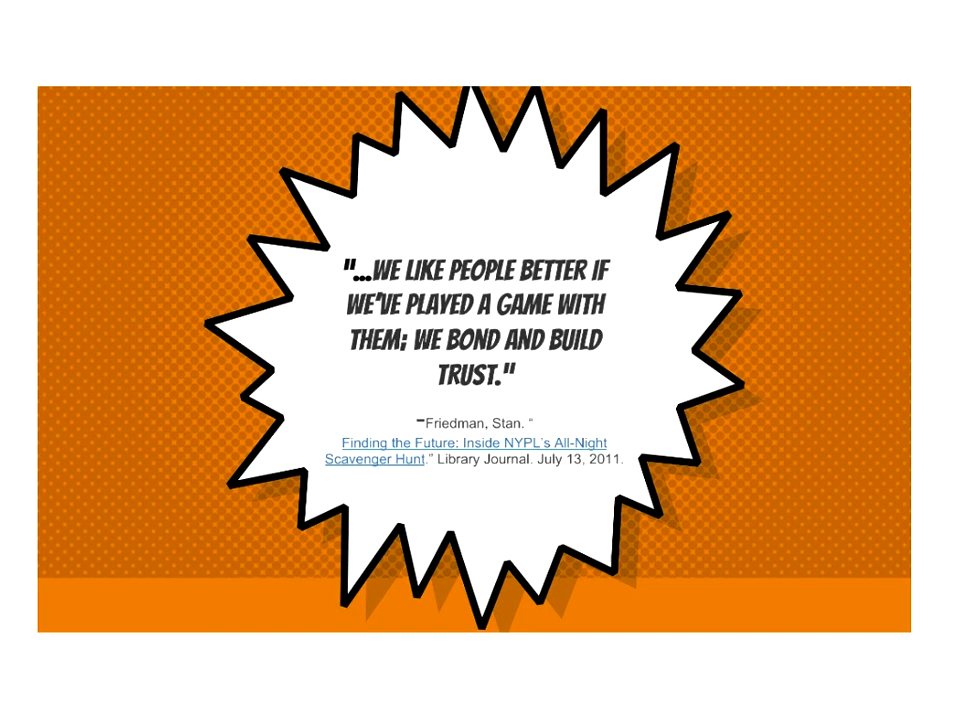 "...WE LIKE PEOPLE BETTER IF
WE'VE PLAYED A GAME WITH
THEM; WE BOND AND BUILD
TRUST."
-Friedman, Stan. “
Finding the Future: Inside NYPL’s All-Night
Scavenger Hunt.” Library Journal. July 13, 2011.